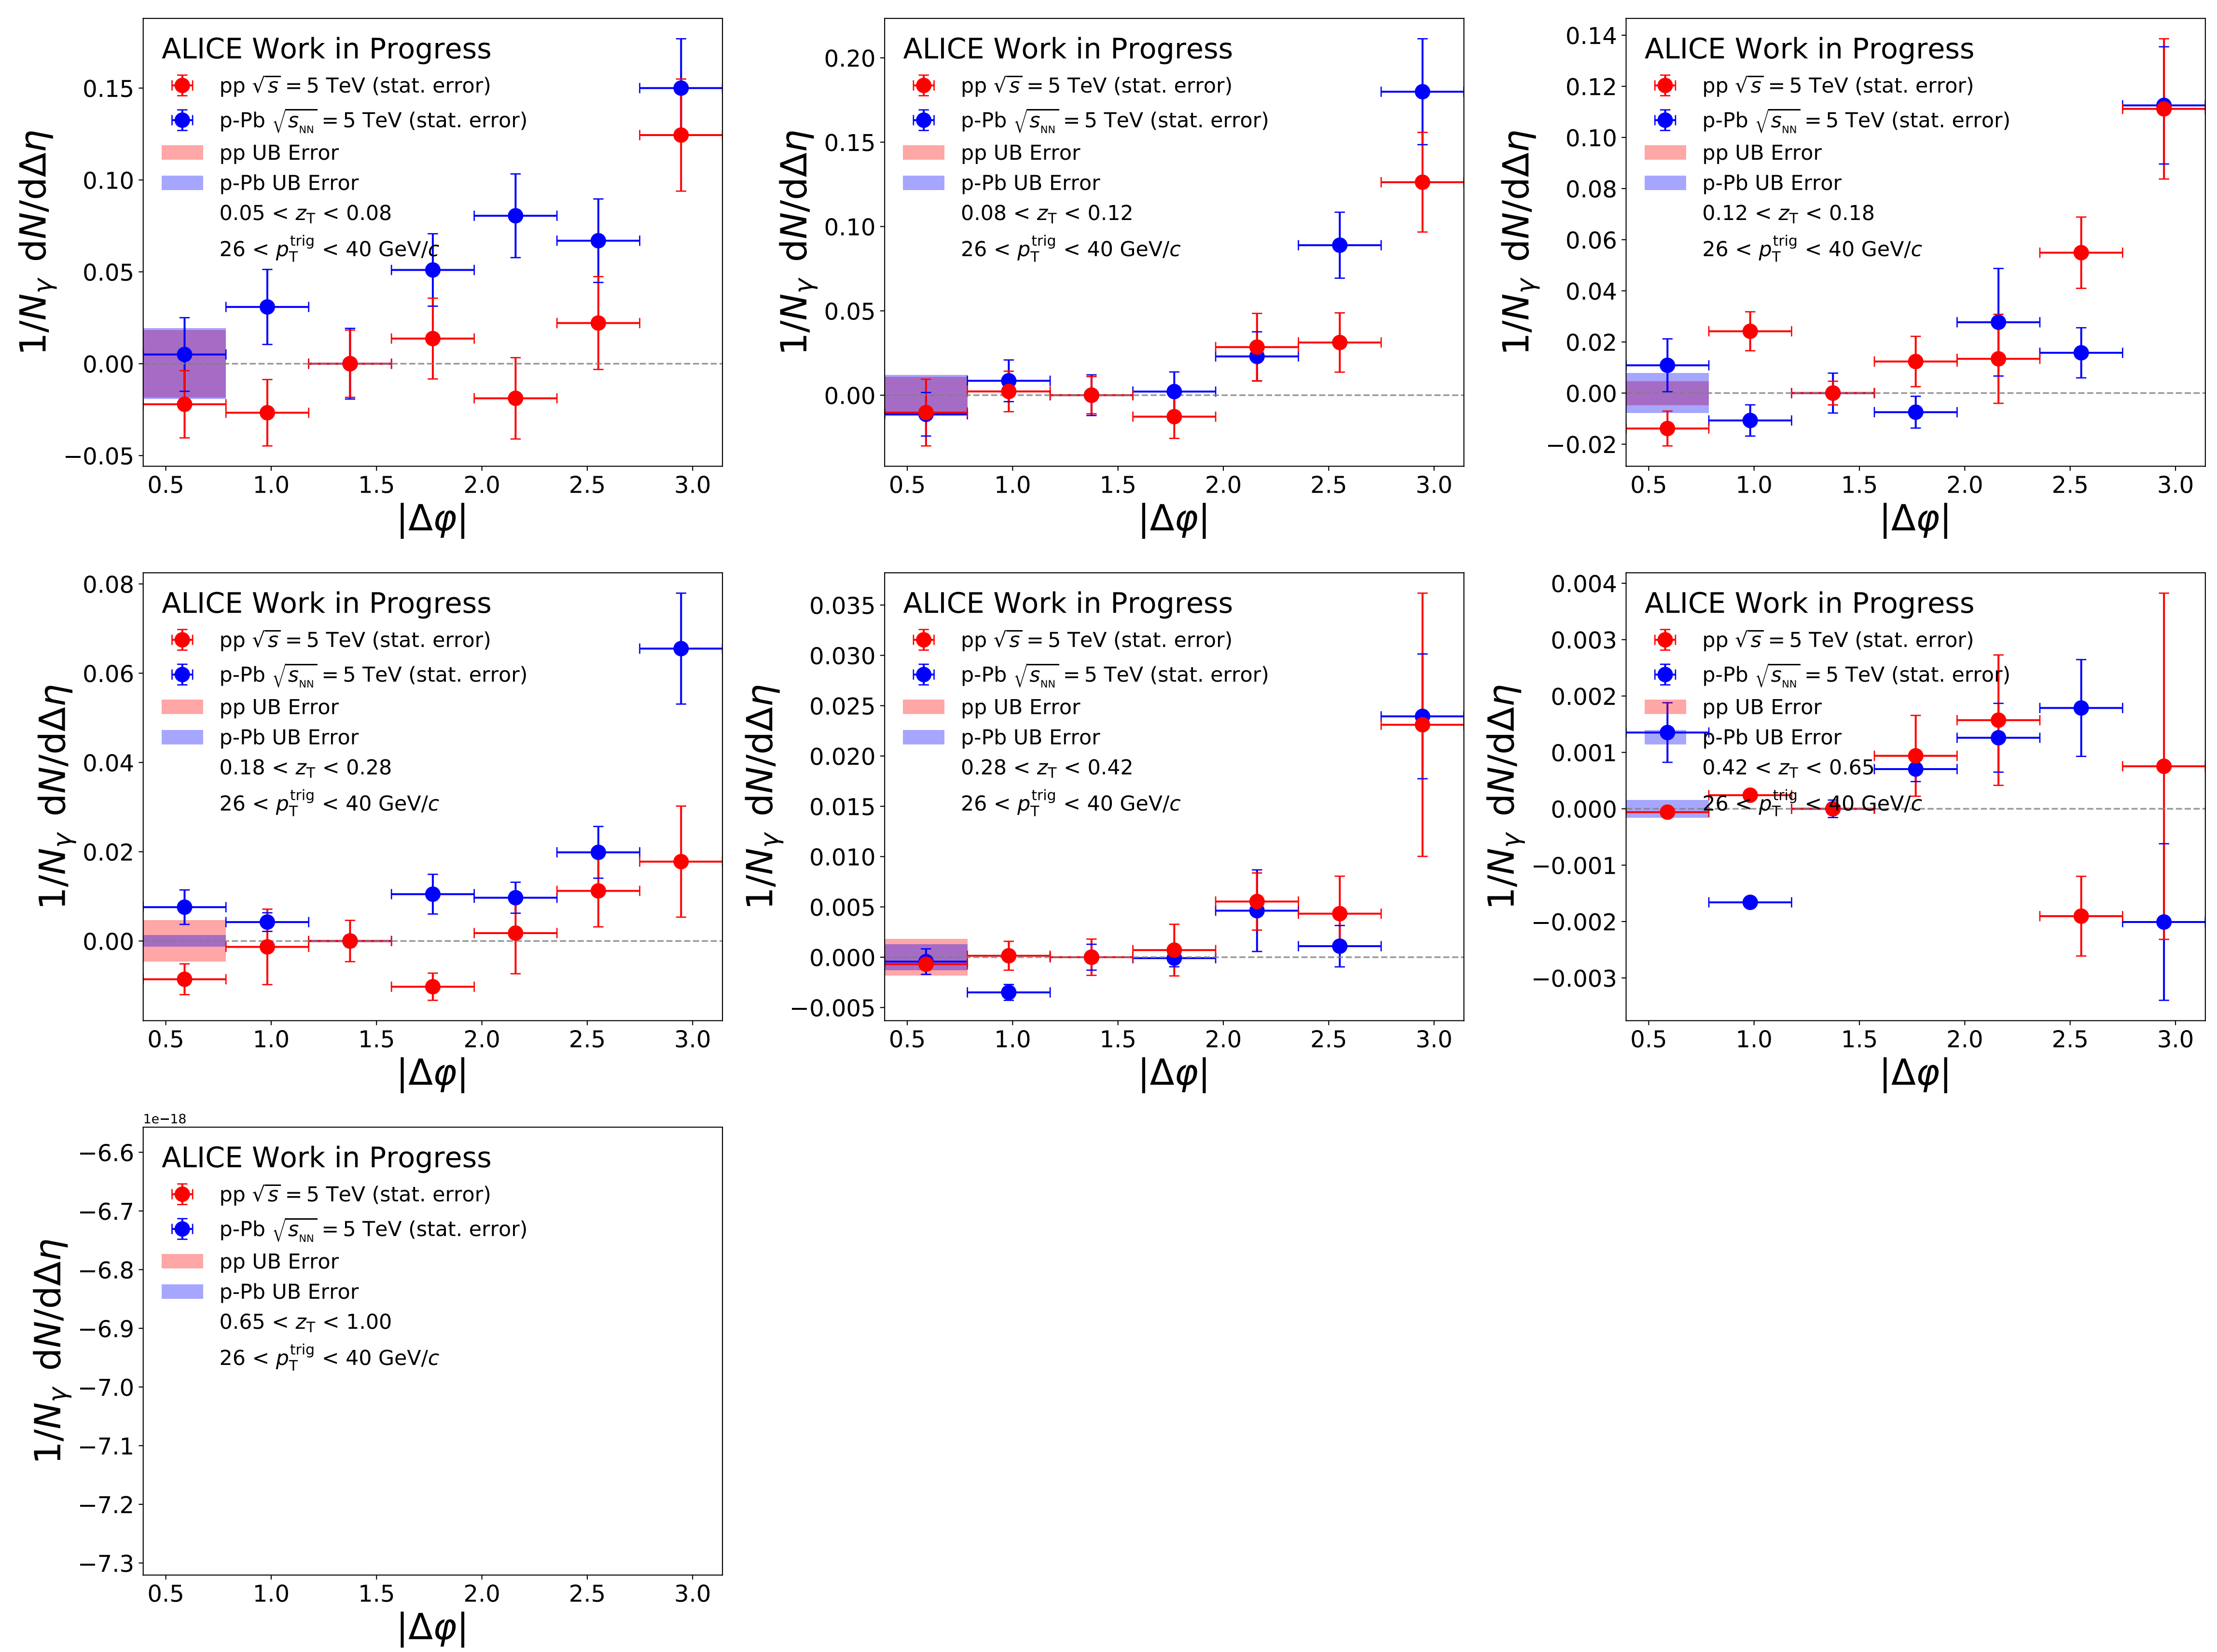 ALICE Work in Progress
pp √s = 5 TeV (stat. error)
p-Pb √sNN = 5 TeV (stat. error)
pp UB Error
p-Pb UB Error
0.05 < zT < 0.08
26 < pT^trig < 40 GeV/c
0.15
0.10
0.05
0.00
−0.05
1/Nγ dN/dΔη
0.5 1.0 1.5 2.0 2.5 3.0
|Δφ|
ALICE Work in Progress
pp √s = 5 TeV (stat. error)
p-Pb √sNN = 5 TeV (stat. error)
pp UB Error
p-Pb UB Error
0.08 < zT < 0.12
26 < pT^trig < 40 GeV/c
0.20
0.15
0.10
0.05
0.00
1/Nγ dN/dΔη
0.5 1.0 1.5 2.0 2.5 3.0
|Δφ|
ALICE Work in Progress
pp √s = 5 TeV (stat. error)
p-Pb √sNN = 5 TeV (stat. error)
pp UB Error
p-Pb UB Error
0.12 < zT < 0.18
26 < pT^trig < 40 GeV/c
0.14
0.12
0.10
0.08
0.06
0.04
0.02
0.00
−0.02
1/Nγ dN/dΔη
0.5 1.0 1.5 2.0 2.5 3.0
|Δφ|
ALICE Work in Progress
pp √s = 5 TeV (stat. error)
p-Pb √sNN = 5 TeV (stat. error)
pp UB Error
p-Pb UB Error
0.18 < zT < 0.28
26 < pT^trig < 40 GeV/c
0.08
0.06
0.04
0.02
0.00
1/Nγ dN/dΔη
0.5 1.0 1.5 2.0 2.5 3.0
|Δφ|
ALICE Work in Progress
pp √s = 5 TeV (stat. error)
p-Pb √sNN = 5 TeV (stat. error)
pp UB Error
p-Pb UB Error
0.28 < zT < 0.42
26 < pT^trig < 40 GeV/c
0.035
0.030
0.025
0.020
0.015
0.010
0.005
0.000
−0.005
1/Nγ dN/dΔη
0.5 1.0 1.5 2.0 2.5 3.0
|Δφ|
ALICE Work in Progress
pp √s = 5 TeV (stat. error)
p-Pb √sNN = 5 TeV (stat. error)
pp UB Error
p-Pb UB Error
0.42 < zT < 0.65
26 < pT^trig < 40 GeV/c
0.004
0.003
0.002
0.001
0.000
−0.001
−0.002
−0.003
1/Nγ dN/dΔη
0.5 1.0 1.5 2.0 2.5 3.0
|Δφ|
1e−18
ALICE Work in Progress
pp √s = 5 TeV (stat. error)
p-Pb √sNN = 5 TeV (stat. error)
pp UB Error
p-Pb UB Error
0.65 < zT < 1.00
26 < pT^trig < 40 GeV/c
−6.6
−6.7
−6.8
−6.9
−7.0
−7.1
−7.2
−7.3
1/Nγ dN/dΔη
0.5 1.0 1.5 2.0 2.5 3.0
|Δφ|